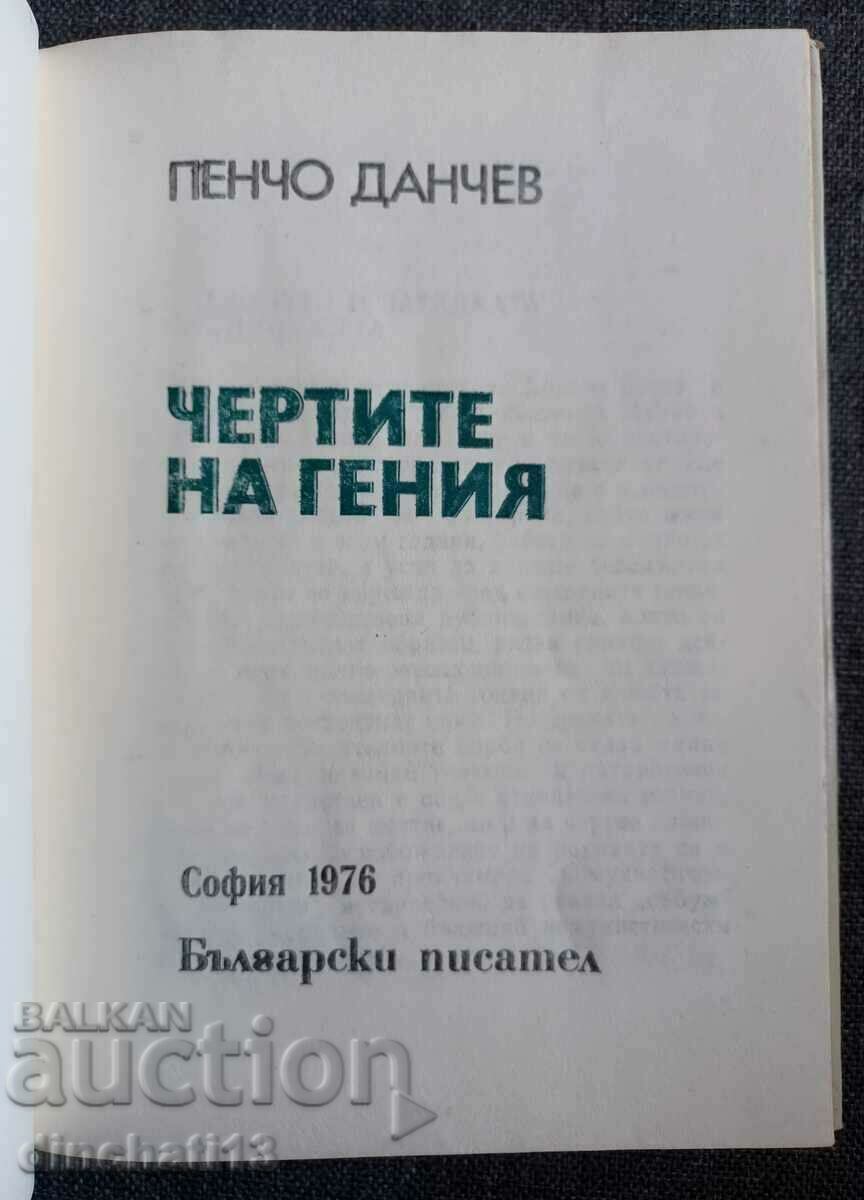 ПЕНЧО ДАНЧЕВ
ЧЕРТИТЕ
НА ГЕНИЯ
София 1976
Български писател
BALKAN
auction
dinchati13